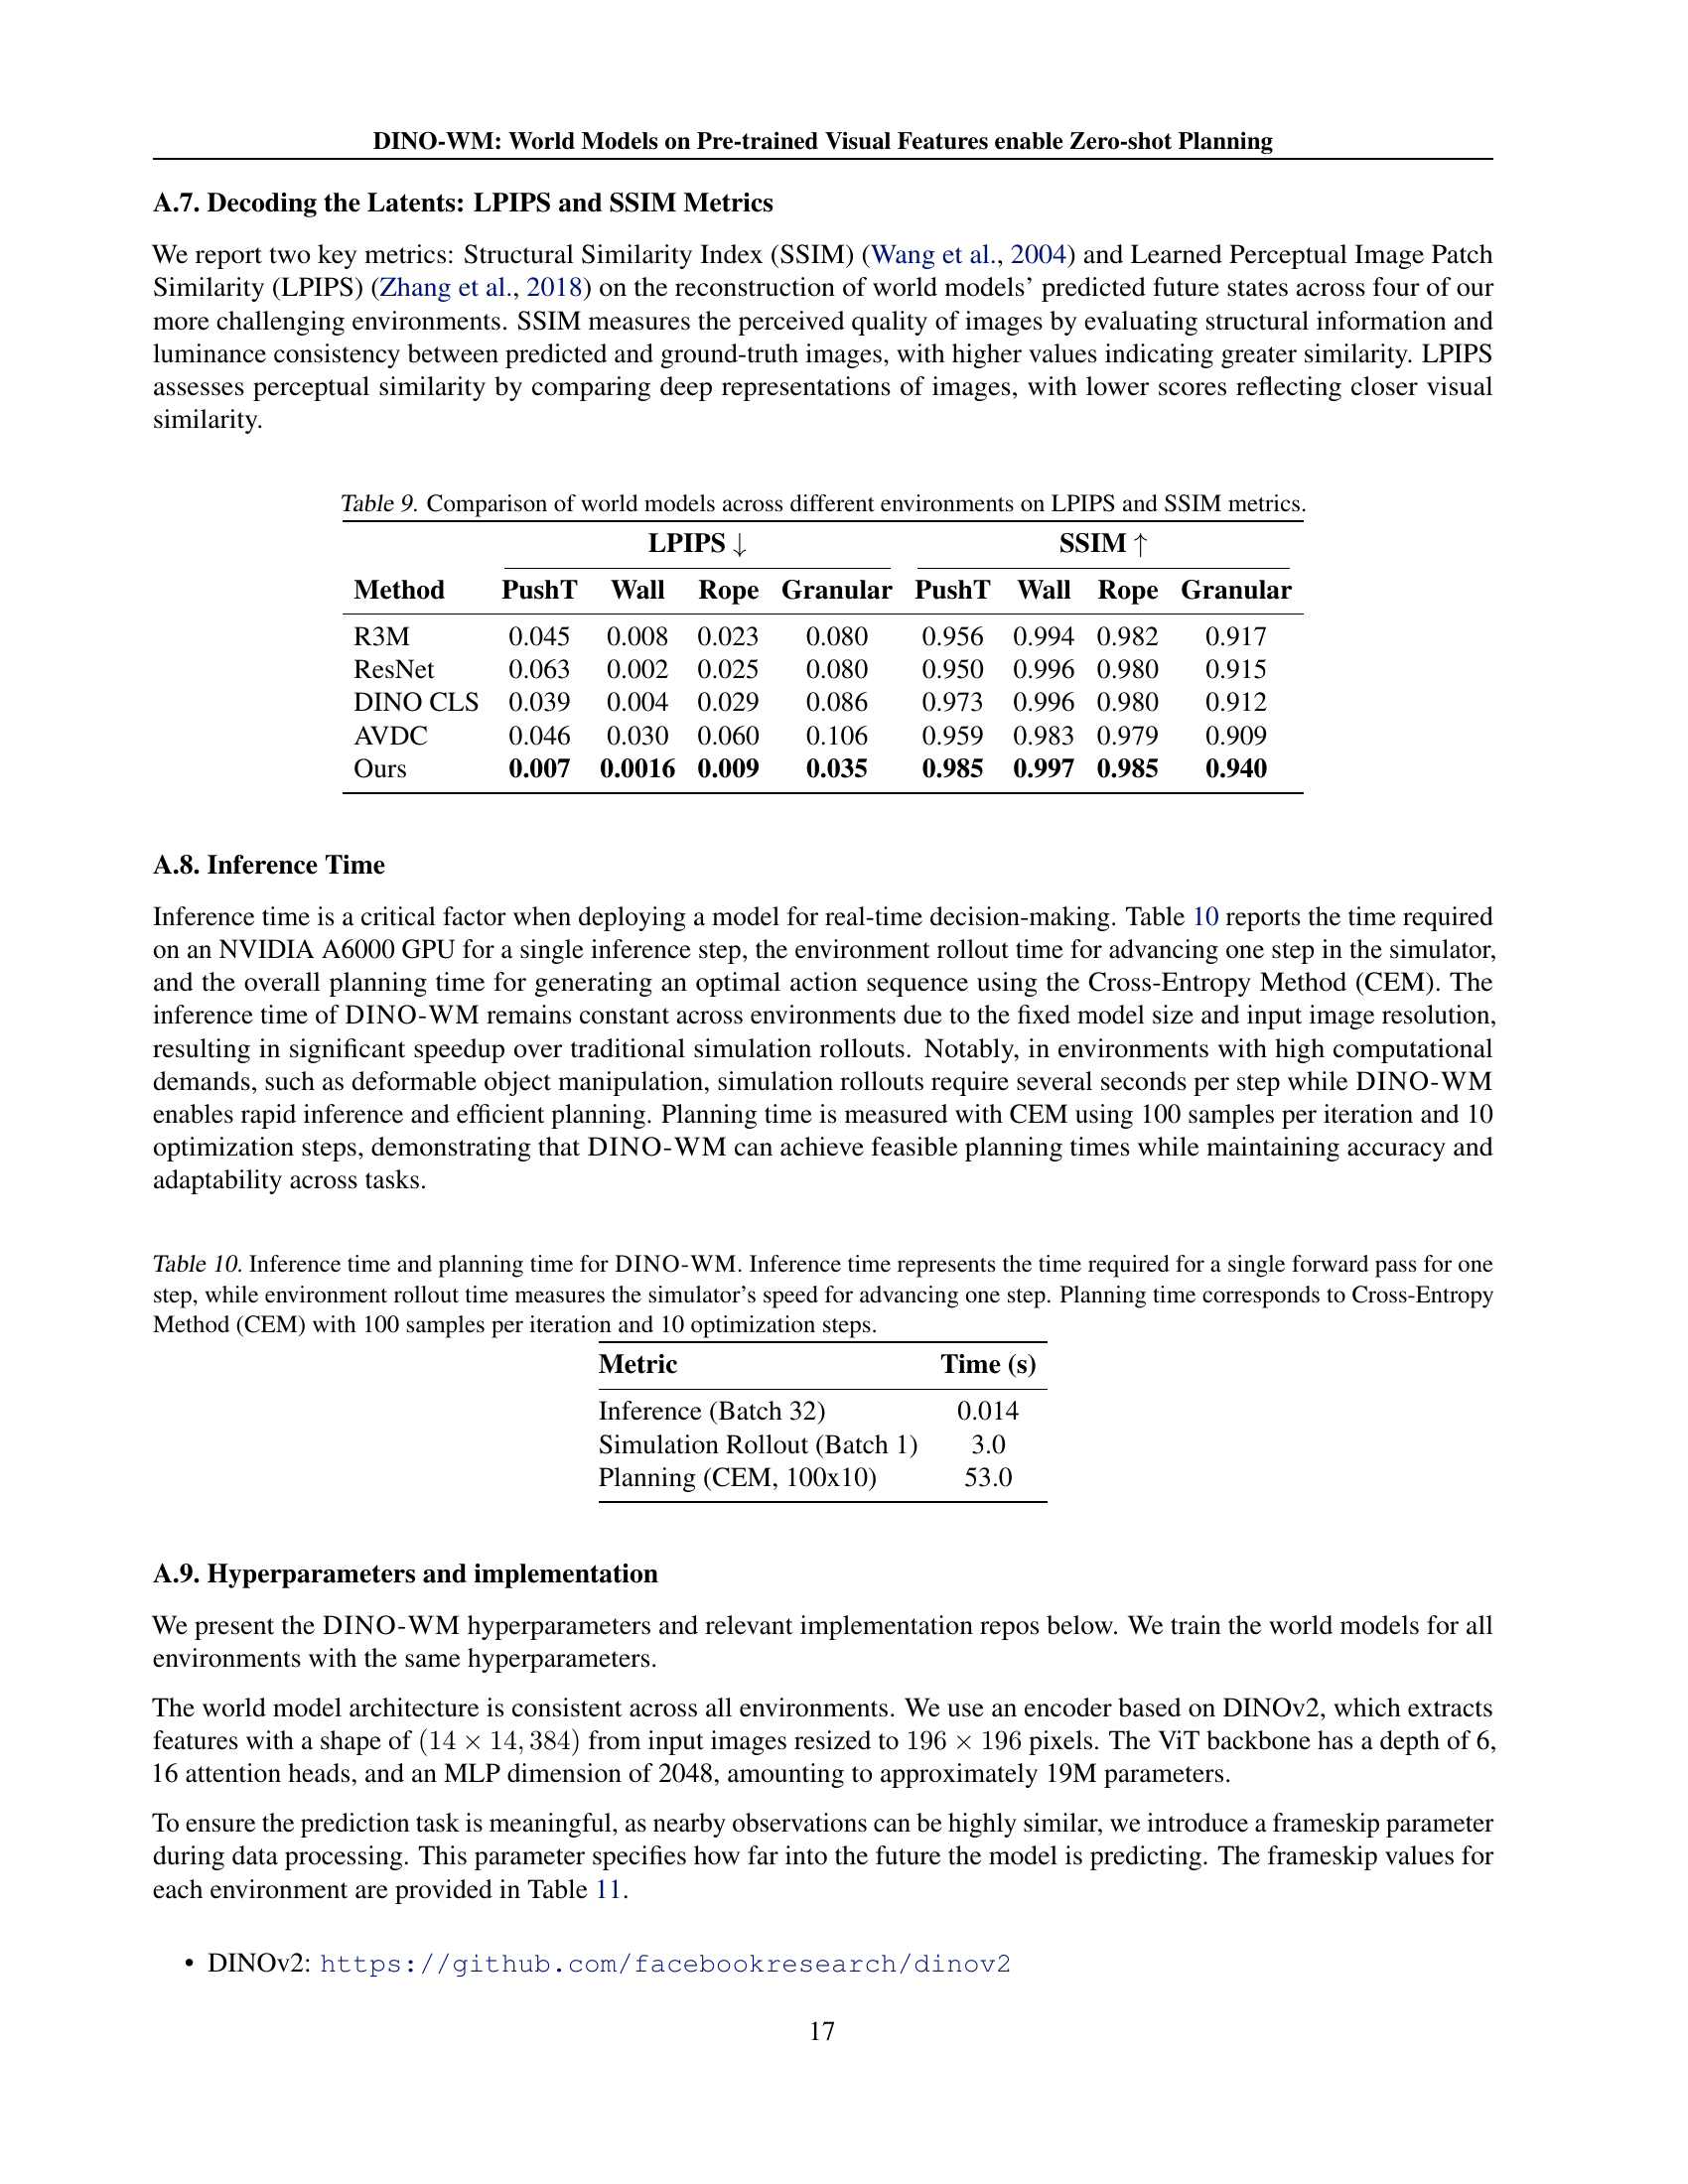 DINO-WM: World Models on Pre-trained Visual Features enable Zero-shot Planning
A.7. Decoding the Latents: LPIPS and SSIM Metrics
We report two key metrics: Structural Similarity Index (SSIM) (Wang et al., 2004) and Learned Perceptual Image Patch
Similarity (LPIPS) (Zhang et al., 2018) on the reconstruction of world models’ predicted future states across four of our
more challenging environments. SSIM measures the perceived quality of images by evaluating structural information and
luminance consistency between predicted and ground-truth images, with higher values indicating greater similarity. LPIPS
assesses perceptual similarity by comparing deep representations of images, with lower scores reflecting closer visual
similarity.
Table 9. Comparison of world models across different environments on LPIPS and SSIM metrics.
LPIPS ↓ SSIM ↑
Method PushT Wall Rope Granular PushT Wall Rope Granular
R3M 0.045 0.008 0.023 0.080 0.956 0.994 0.982 0.917
ResNet 0.063 0.002 0.025 0.080 0.950 0.996 0.980 0.915
DINO CLS 0.039 0.004 0.029 0.086 0.973 0.996 0.980 0.912
AVDC 0.046 0.030 0.060 0.106 0.959 0.983 0.979 0.909
Ours 0.007 0.0016 0.009 0.035 0.985 0.997 0.985 0.940
A.8. Inference Time
Inference time is a critical factor when deploying a model for real-time decision-making. Table 10 reports the time required
on an NVIDIA A6000 GPU for a single inference step, the environment rollout time for advancing one step in the simulator,
and the overall planning time for generating an optimal action sequence using the Cross-Entropy Method (CEM). The
inference time of DINO-WM remains constant across environments due to the fixed model size and input image resolution,
resulting in significant speedup over traditional simulation rollouts. Notably, in environments with high computational
demands, such as deformable object manipulation, simulation rollouts require several seconds per step while DINO-WM
enables rapid inference and efficient planning. Planning time is measured with CEM using 100 samples per iteration and 10
optimization steps, demonstrating that DINO-WM can achieve feasible planning times while maintaining accuracy and
adaptability across tasks.
Table 10. Inference time and planning time for DINO-WM. Inference time represents the time required for a single forward pass for one
step, while environment rollout time measures the simulator’s speed for advancing one step. Planning time corresponds to Cross-Entropy
Method (CEM) with 100 samples per iteration and 10 optimization steps.
Metric Time (s)
Inference (Batch 32) 0.014
Simulation Rollout (Batch 1) 3.0
Planning (CEM, 100x10) 53.0
A.9. Hyperparameters and implementation
We present the DINO-WM hyperparameters and relevant implementation repos below. We train the world models for all
environments with the same hyperparameters.
The world model architecture is consistent across all environments. We use an encoder based on DINOv2, which extracts
features with a shape of (14 × 14, 384) from input images resized to 196 × 196 pixels. The ViT backbone has a depth of 6,
16 attention heads, and an MLP dimension of 2048, amounting to approximately 19M parameters.
To ensure the prediction task is meaningful, as nearby observations can be highly similar, we introduce a frameskip parameter
during data processing. This parameter specifies how far into the future the model is predicting. The frameskip values for
each environment are provided in Table 11.
• DINOv2: https://github.com/facebookresearch/dinov2
17